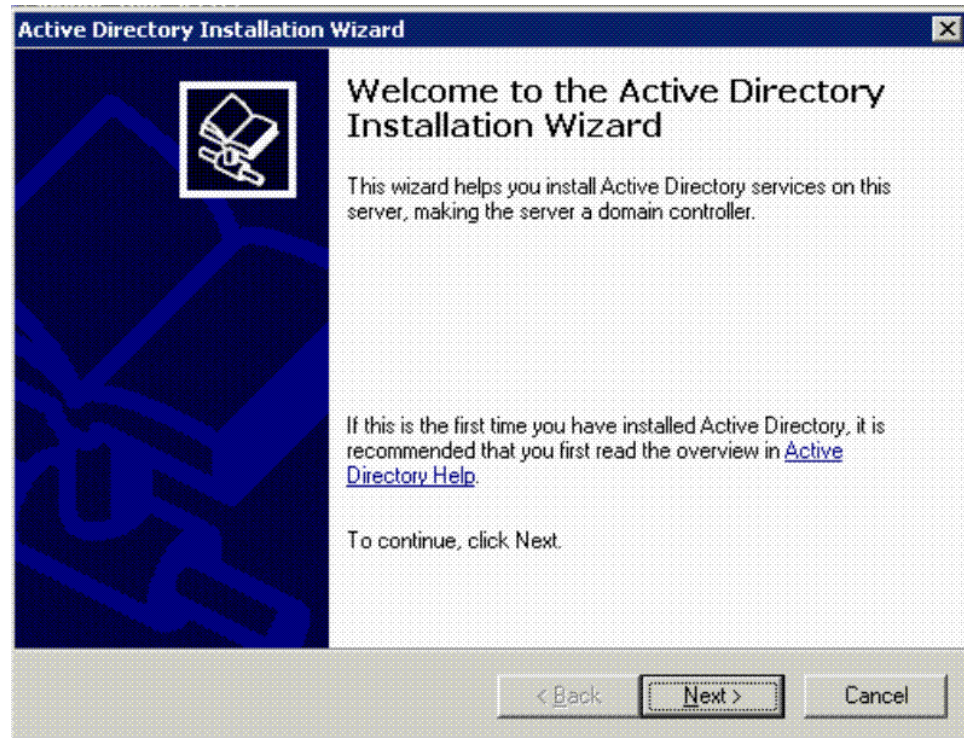 Active Directory Installation Wizard
Welcome to the Active Directory
Installation Wizard
This wizard helps you install Active Directory services on this
server, making the server a domain controller.
If this is the first time you have installed Active Directory, it is
recommended that you first read the overview in Active
Directory Help.
To continue, click Next.
< Back
Next >
Cancel